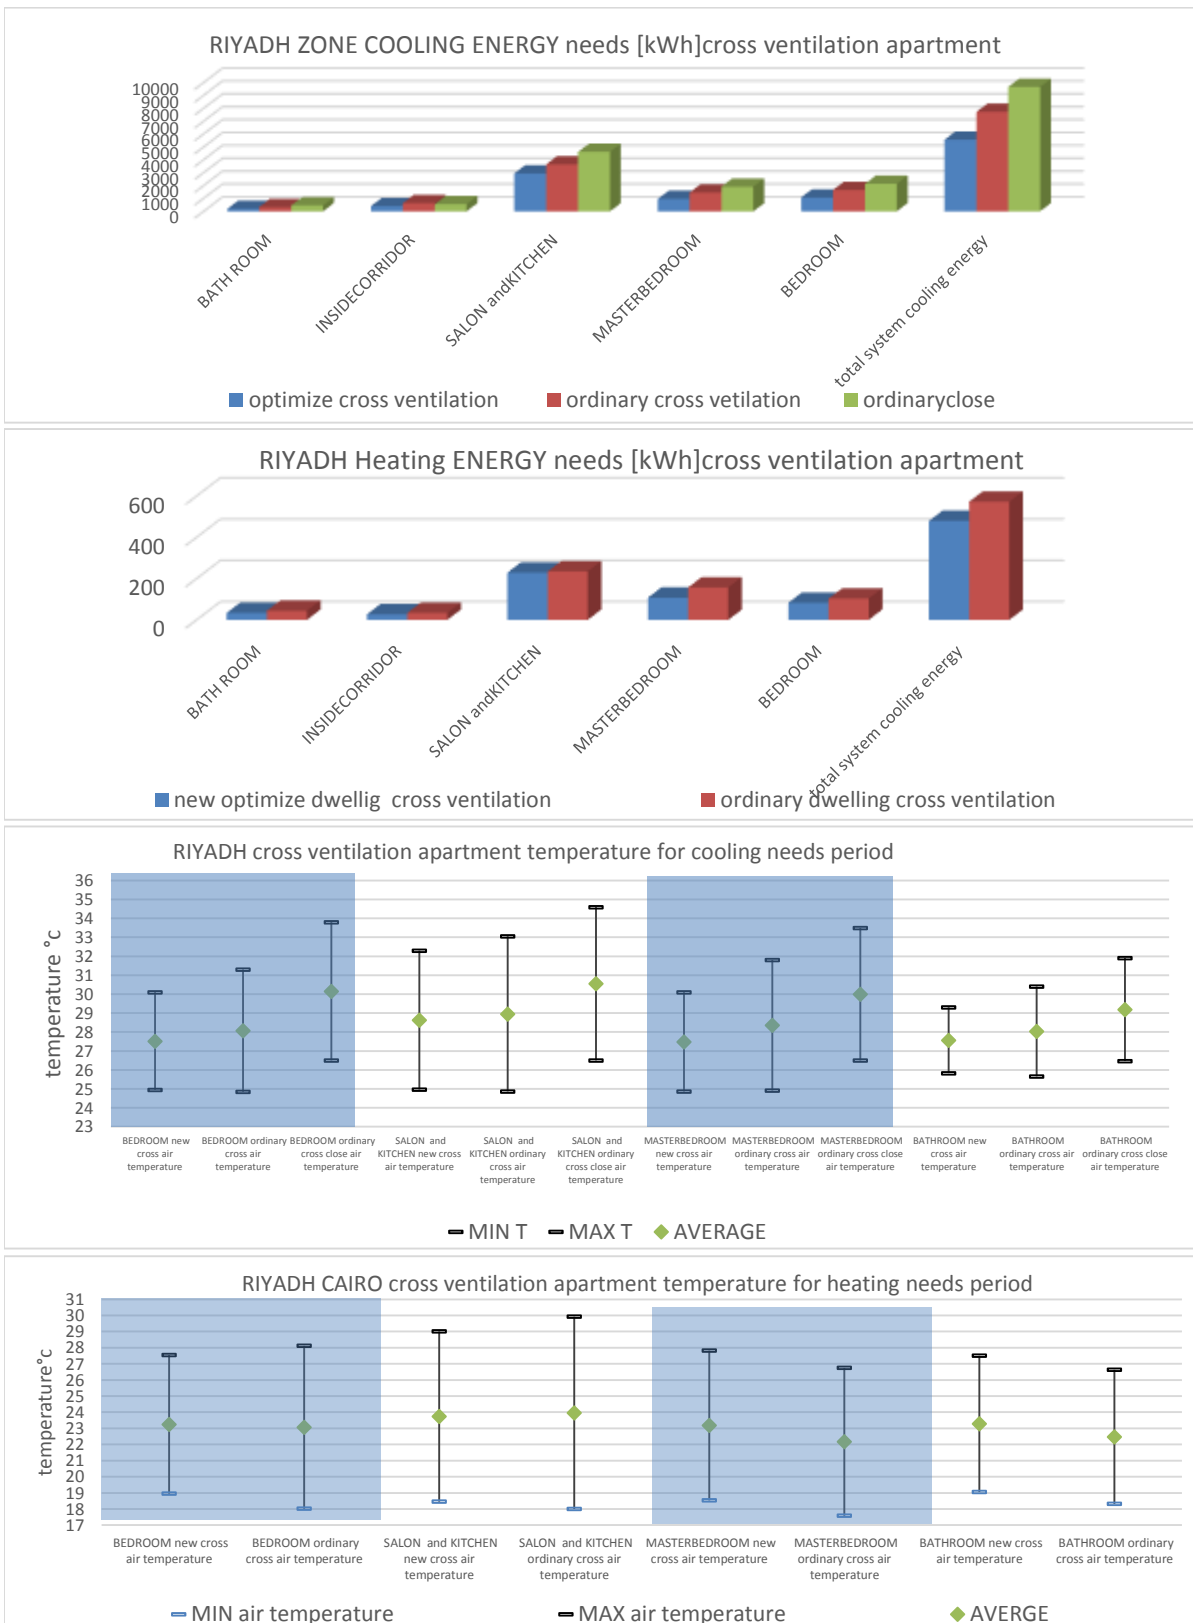 RIYADH ZONE COOLING ENERGY needs [kWh]cross ventilation apartment
10000
9000
8000
7000
6000
5000
4000
3000
2000
1000
0
BATH ROOM
INSIDECORRIDOR
SALON andKITCHEN
MASTERBEDROOM
BEDROOM
total system cooling energy
optimize cross ventilation
ordinary cross vetilation
ordinaryclose
RIYADH Heating ENERGY needs [kWh]cross ventilation apartment
600
400
200
0
BATH ROOM
INSIDECORRIDOR
SALON andKITCHEN
MASTERBEDROOM
BEDROOM
total system cooling energy
new optimize dwellig cross ventilation
ordinary dwelling cross ventilation
RIYADH cross ventilation apartment temperature for cooling needs period
temperature °c
36
35
34
33
32
31
30
29
28
27
26
25
24
23
BEDROOM new
cross air
temperature
BEDROOM ordinary
cross air
temperature
BEDROOM ordinary
cross close air
temperature
SALON and
KITCHEN new cross
air temperature
SALON and
KITCHEN ordinary
cross air
temperature
SALON and
KITCHEN ordinary
cross close air
temperature
MASTERBEDROOM
new cross air
temperature
MASTERBEDROOM
ordinary cross air
temperature
MASTERBEDROOM
ordinary cross close
air temperature
BATHROOM new
cross air
temperature
BATHROOM
ordinary cross air
temperature
BATHROOM
ordinary cross close
air temperature
MIN T
MAX T
AVERAGE
RIYADH CAIRO cross ventilation apartment temperature for heating needs period
temperature°c
31
30
29
28
27
26
25
24
23
22
21
20
19
18
17
BEDROOM new cross
air temperature
BEDROOM ordinary
cross air temperature
SALON and KITCHEN
new cross air
temperature
SALON and KITCHEN
ordinary cross air
temperature
MASTERBEDROOM new
cross air temperature
MASTERBEDROOM
ordinary cross air
temperature
BATHROOM new cross
air temperature
BATHROOM ordinary
cross air temperature
MIN air temperature
MAX air temperature
AVERGE